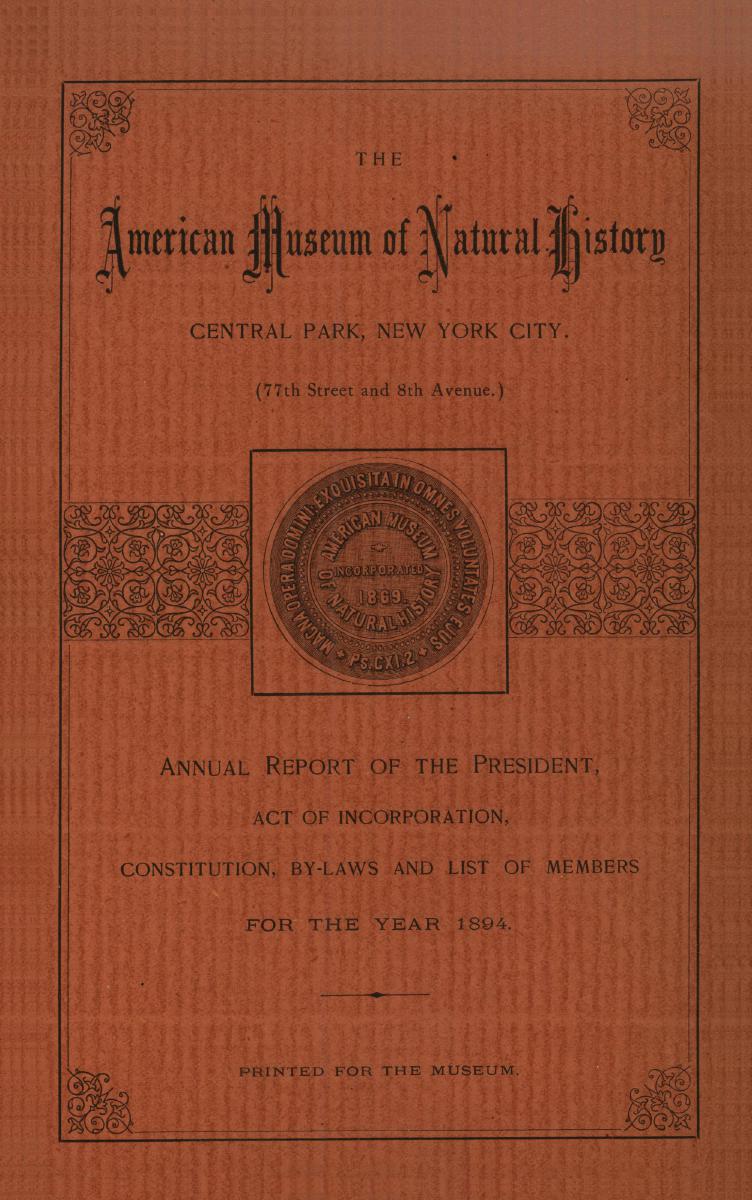 THE
American Museum of Natural History
CENTRAL PARK, NEW YORK CITY.
(77th Street and 8th Avenue.)
MAGNA OPERA DOMINI: EXQUISITA IN OMNES VOLUNTATES EJUS
Ps. CXI. 2
AMERICAN MUSEUM
OF NATURAL HISTORY
INCORPORATED
1869
ANNUAL REPORT OF THE PRESIDENT,
ACT OF INCORPORATION,
CONSTITUTION, BY-LAWS AND LIST OF MEMBERS
FOR THE YEAR 1894.
PRINTED FOR THE MUSEUM.